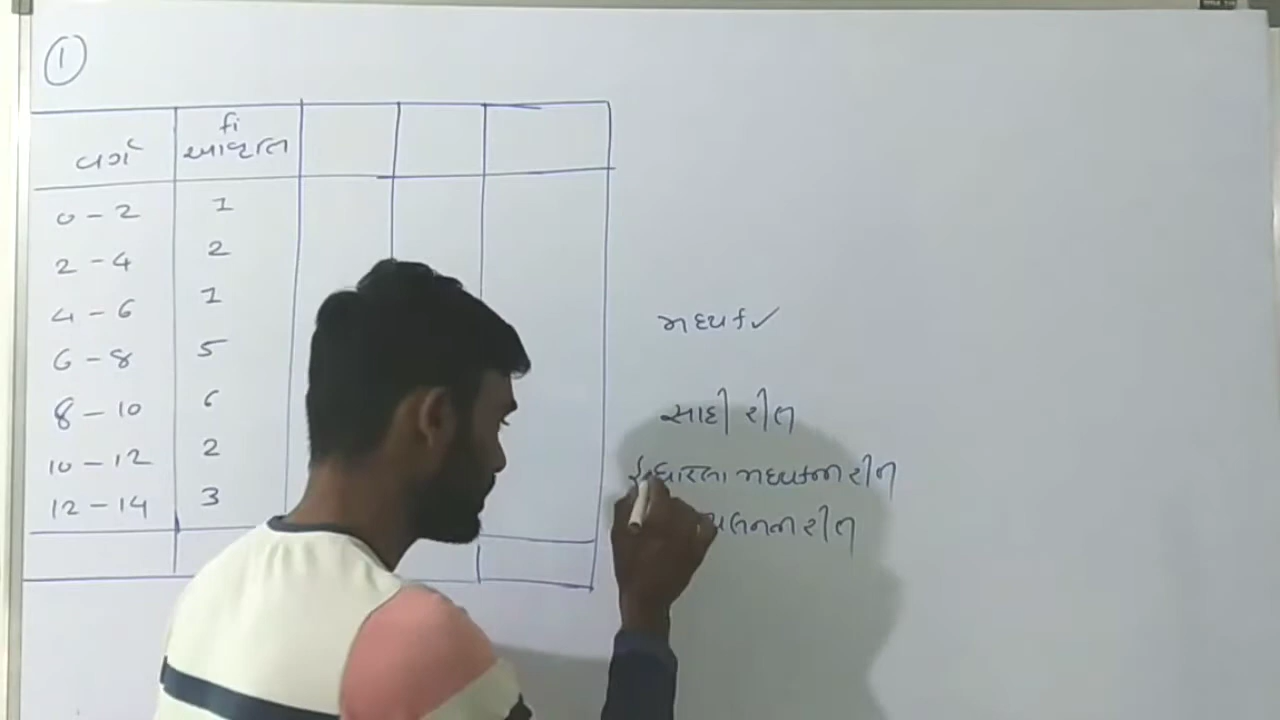 ①
વર્ગ fi
આવૃત્તિ
0 - 2 1
2 - 4 2
4 - 6 1
6 - 8 5
8 - 10 6
10 - 12 2
12 - 14 3
મધ્યક ✓
સાદી રીત
ધારેલા મધ્યકની રીત
રીત